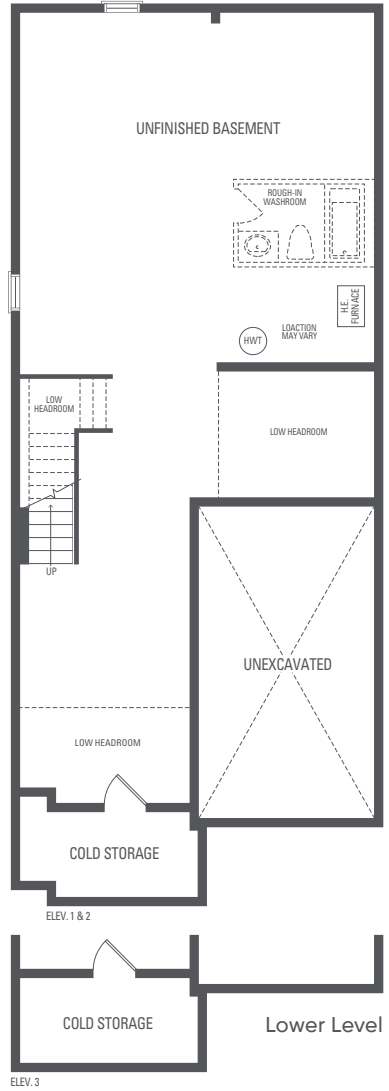 UNFINISHED BASEMENT
ROUGH-IN
WASHROOM
H.E.
FURNACE
LOACTION
MAY VARY
HWT
LOW
HEADROOM
LOW HEADROOM
UP
UNEXCAVATED
LOW HEADROOM
COLD STORAGE
ELEV. 1 & 2
COLD STORAGE
Lower Level
ELEV. 3